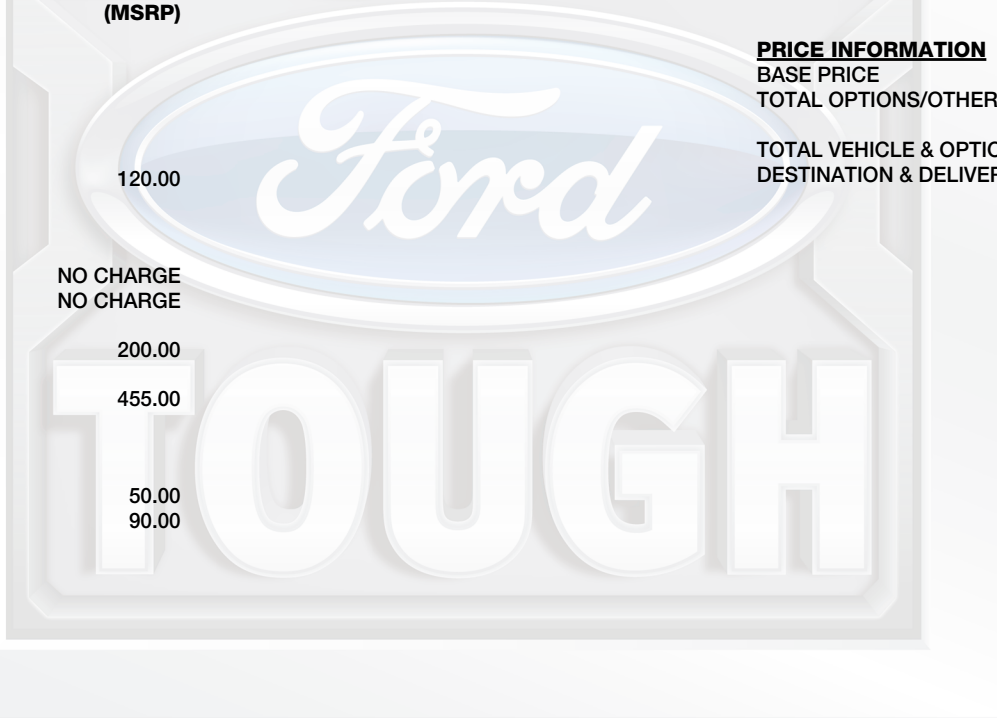 (MSRP)
120.00
NO CHARGE
NO CHARGE
200.00
455.00
50.00
90.00
PRICE INFORMATION
BASE PRICE
TOTAL OPTIONS/OTHER
TOTAL VEHICLE & OPTIO
DESTINATION & DELIVER
Ford
TOUGH